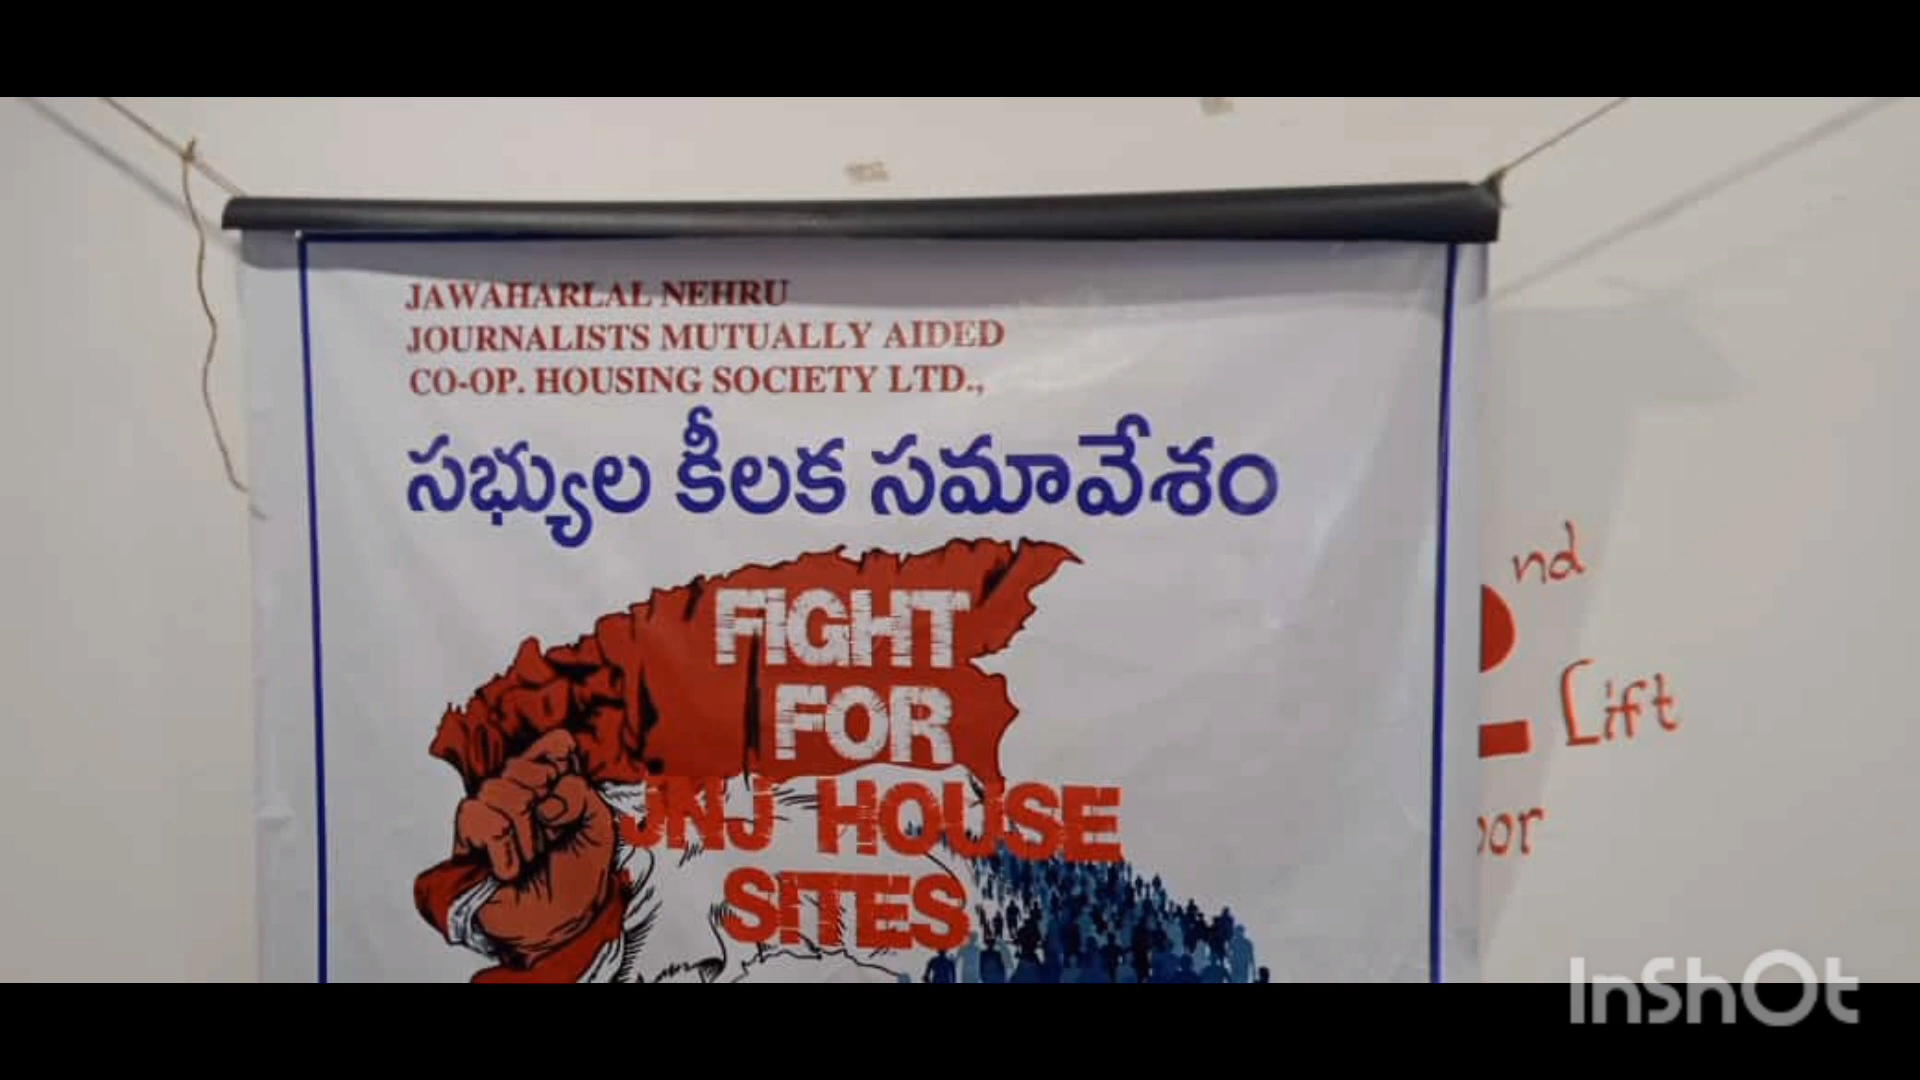 JAWAHARLAL NEHRU
JOURNALISTS MUTUALLY AIDED
CO-OP. HOUSING SOCIETY LTD.,
సభ్యుల కీలక సమావేశం
FIGHT
FOR
JNJ HOUSE
SITES
nd
Lift
InShOt